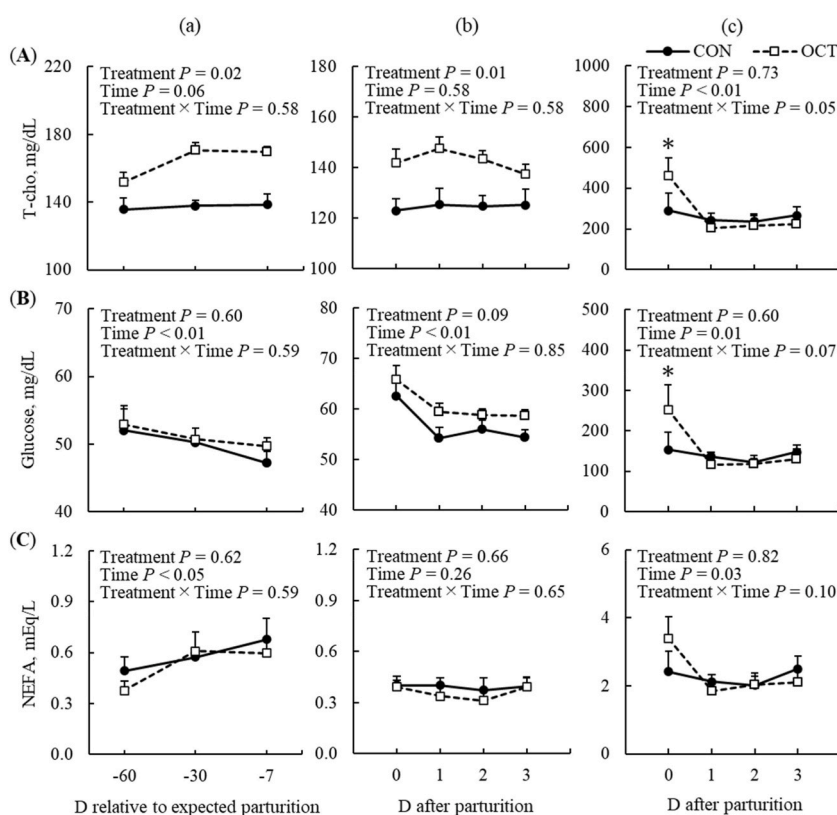 (a) (b) (c)
CON OCT
(A)
T-cho, mg/dL
220
180
140
100
Treatment P = 0.02
Time P = 0.06
Treatment × Time P = 0.58
180
160
140
120
100
Treatment P = 0.01
Time P = 0.58
Treatment × Time P = 0.58
1000
800
600
400
200
0
Treatment P = 0.73
Time P < 0.01
Treatment × Time P = 0.05
*
(B)
Glucose, mg/dL
70
60
50
40
Treatment P = 0.60
Time P < 0.01
Treatment × Time P = 0.59
80
70
60
50
40
Treatment P = 0.09
Time P < 0.01
Treatment × Time P = 0.85
500
400
300
200
100
0
Treatment P = 0.60
Time P = 0.01
Treatment × Time P = 0.07
*
(C)
NEFA, mEq/L
1.2
0.9
0.6
0.3
0.0
Treatment P = 0.62
Time P < 0.05
Treatment × Time P = 0.59
1.2
0.9
0.6
0.3
0.0
Treatment P = 0.66
Time P = 0.26
Treatment × Time P = 0.65
6
4
2
0
Treatment P = 0.82
Time P = 0.03
Treatment × Time P = 0.10
-60 -30 -7
0 1 2 3
0 1 2 3
D relative to expected parturition
D after parturition
D after parturition